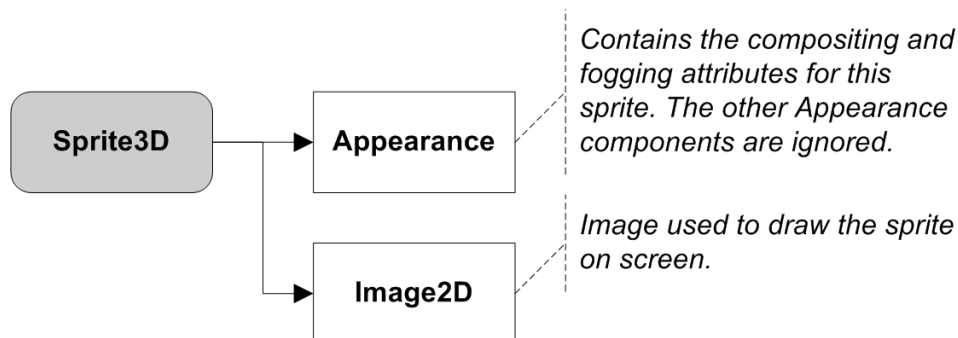 Sprite3D
Appearance
Contains the compositing and
fogging attributes for this
sprite. The other Appearance
components are ignored.
Image2D
Image used to draw the sprite
on screen.